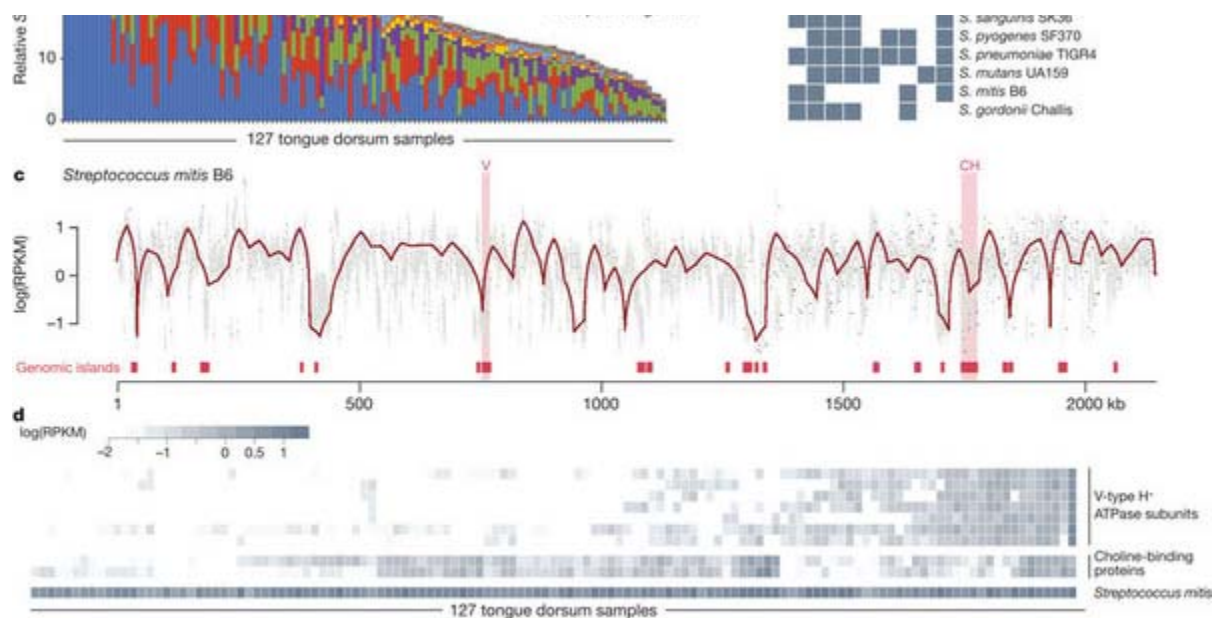 Relative S
10
0
127 tongue dorsum samples
S. sanguinis SK36
S. pyogenes SF370
S. pneumoniae TIGR4
S. mutans UA159
S. mitis B6
S. gordonii Challis
c Streptococcus mitis B6
V
CH
log(RPKM)
1
0
−1
Genomic islands
1 500 1000 1500 2000 kb
d
log(RPKM)
−2 −1 0 0.5 1
V-type H+
ATPase subunits
Choline-binding
proteins
Streptococcus mitis
127 tongue dorsum samples